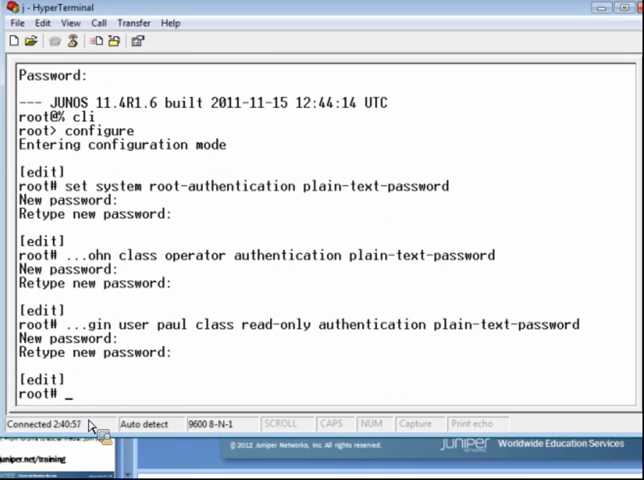 j - HyperTerminal
File Edit View Call Transfer Help
Password:
--- JUNOS 11.4R1.6 built 2011-11-15 12:44:14 UTC
root@% cli
root> configure
Entering configuration mode
[edit]
root# set system root-authentication plain-text-password
New password:
Retype new password:
[edit]
root# ...ohn class operator authentication plain-text-password
New password:
Retype new password:
[edit]
root# ...gin user paul class read-only authentication plain-text-password
New password:
Retype new password:
[edit]
root# _
Connected 2:40:57 Auto detect 9600 8-N-1 SCROLL CAPS NUM Capture Print echo
© 2012 Juniper Networks, Inc. All rights reserved. JUNIPER NETWORKS Worldwide Education Services
juniper.net/training